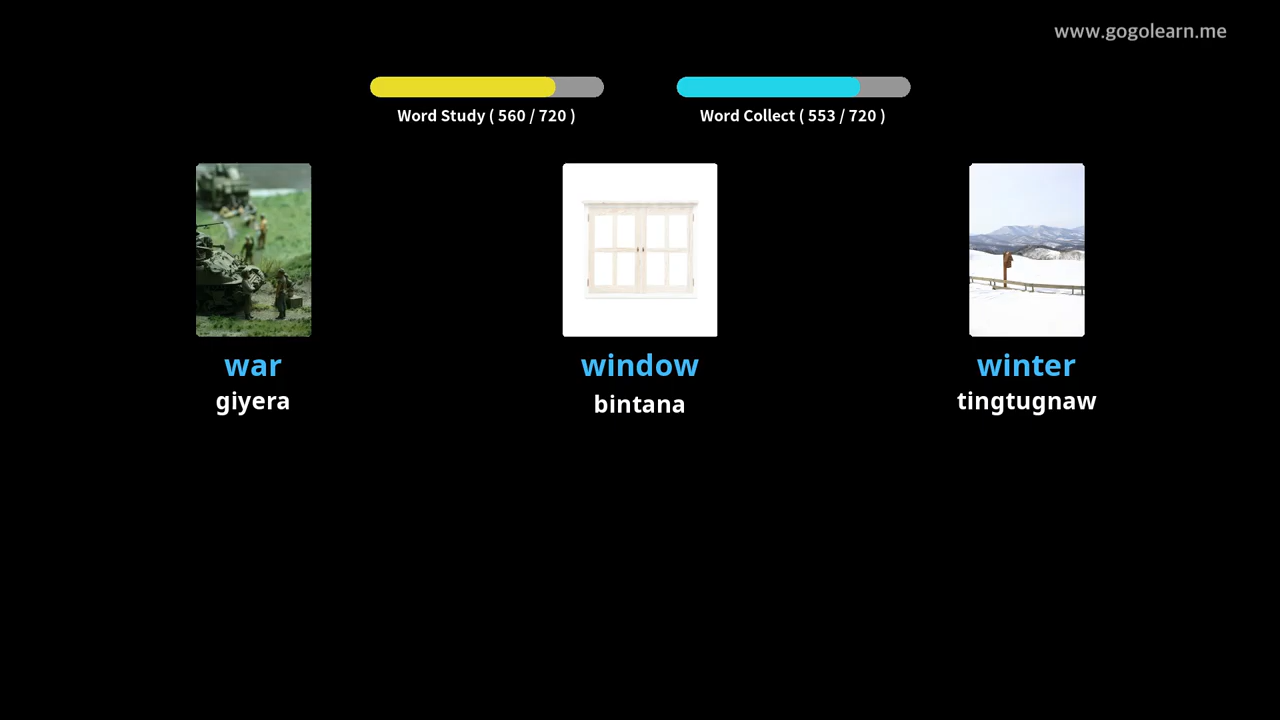 www.gogolearn.me
Word Study ( 560 / 720 )
Word Collect ( 553 / 720 )
war
giyera
window
bintana
winter
tingtugnaw